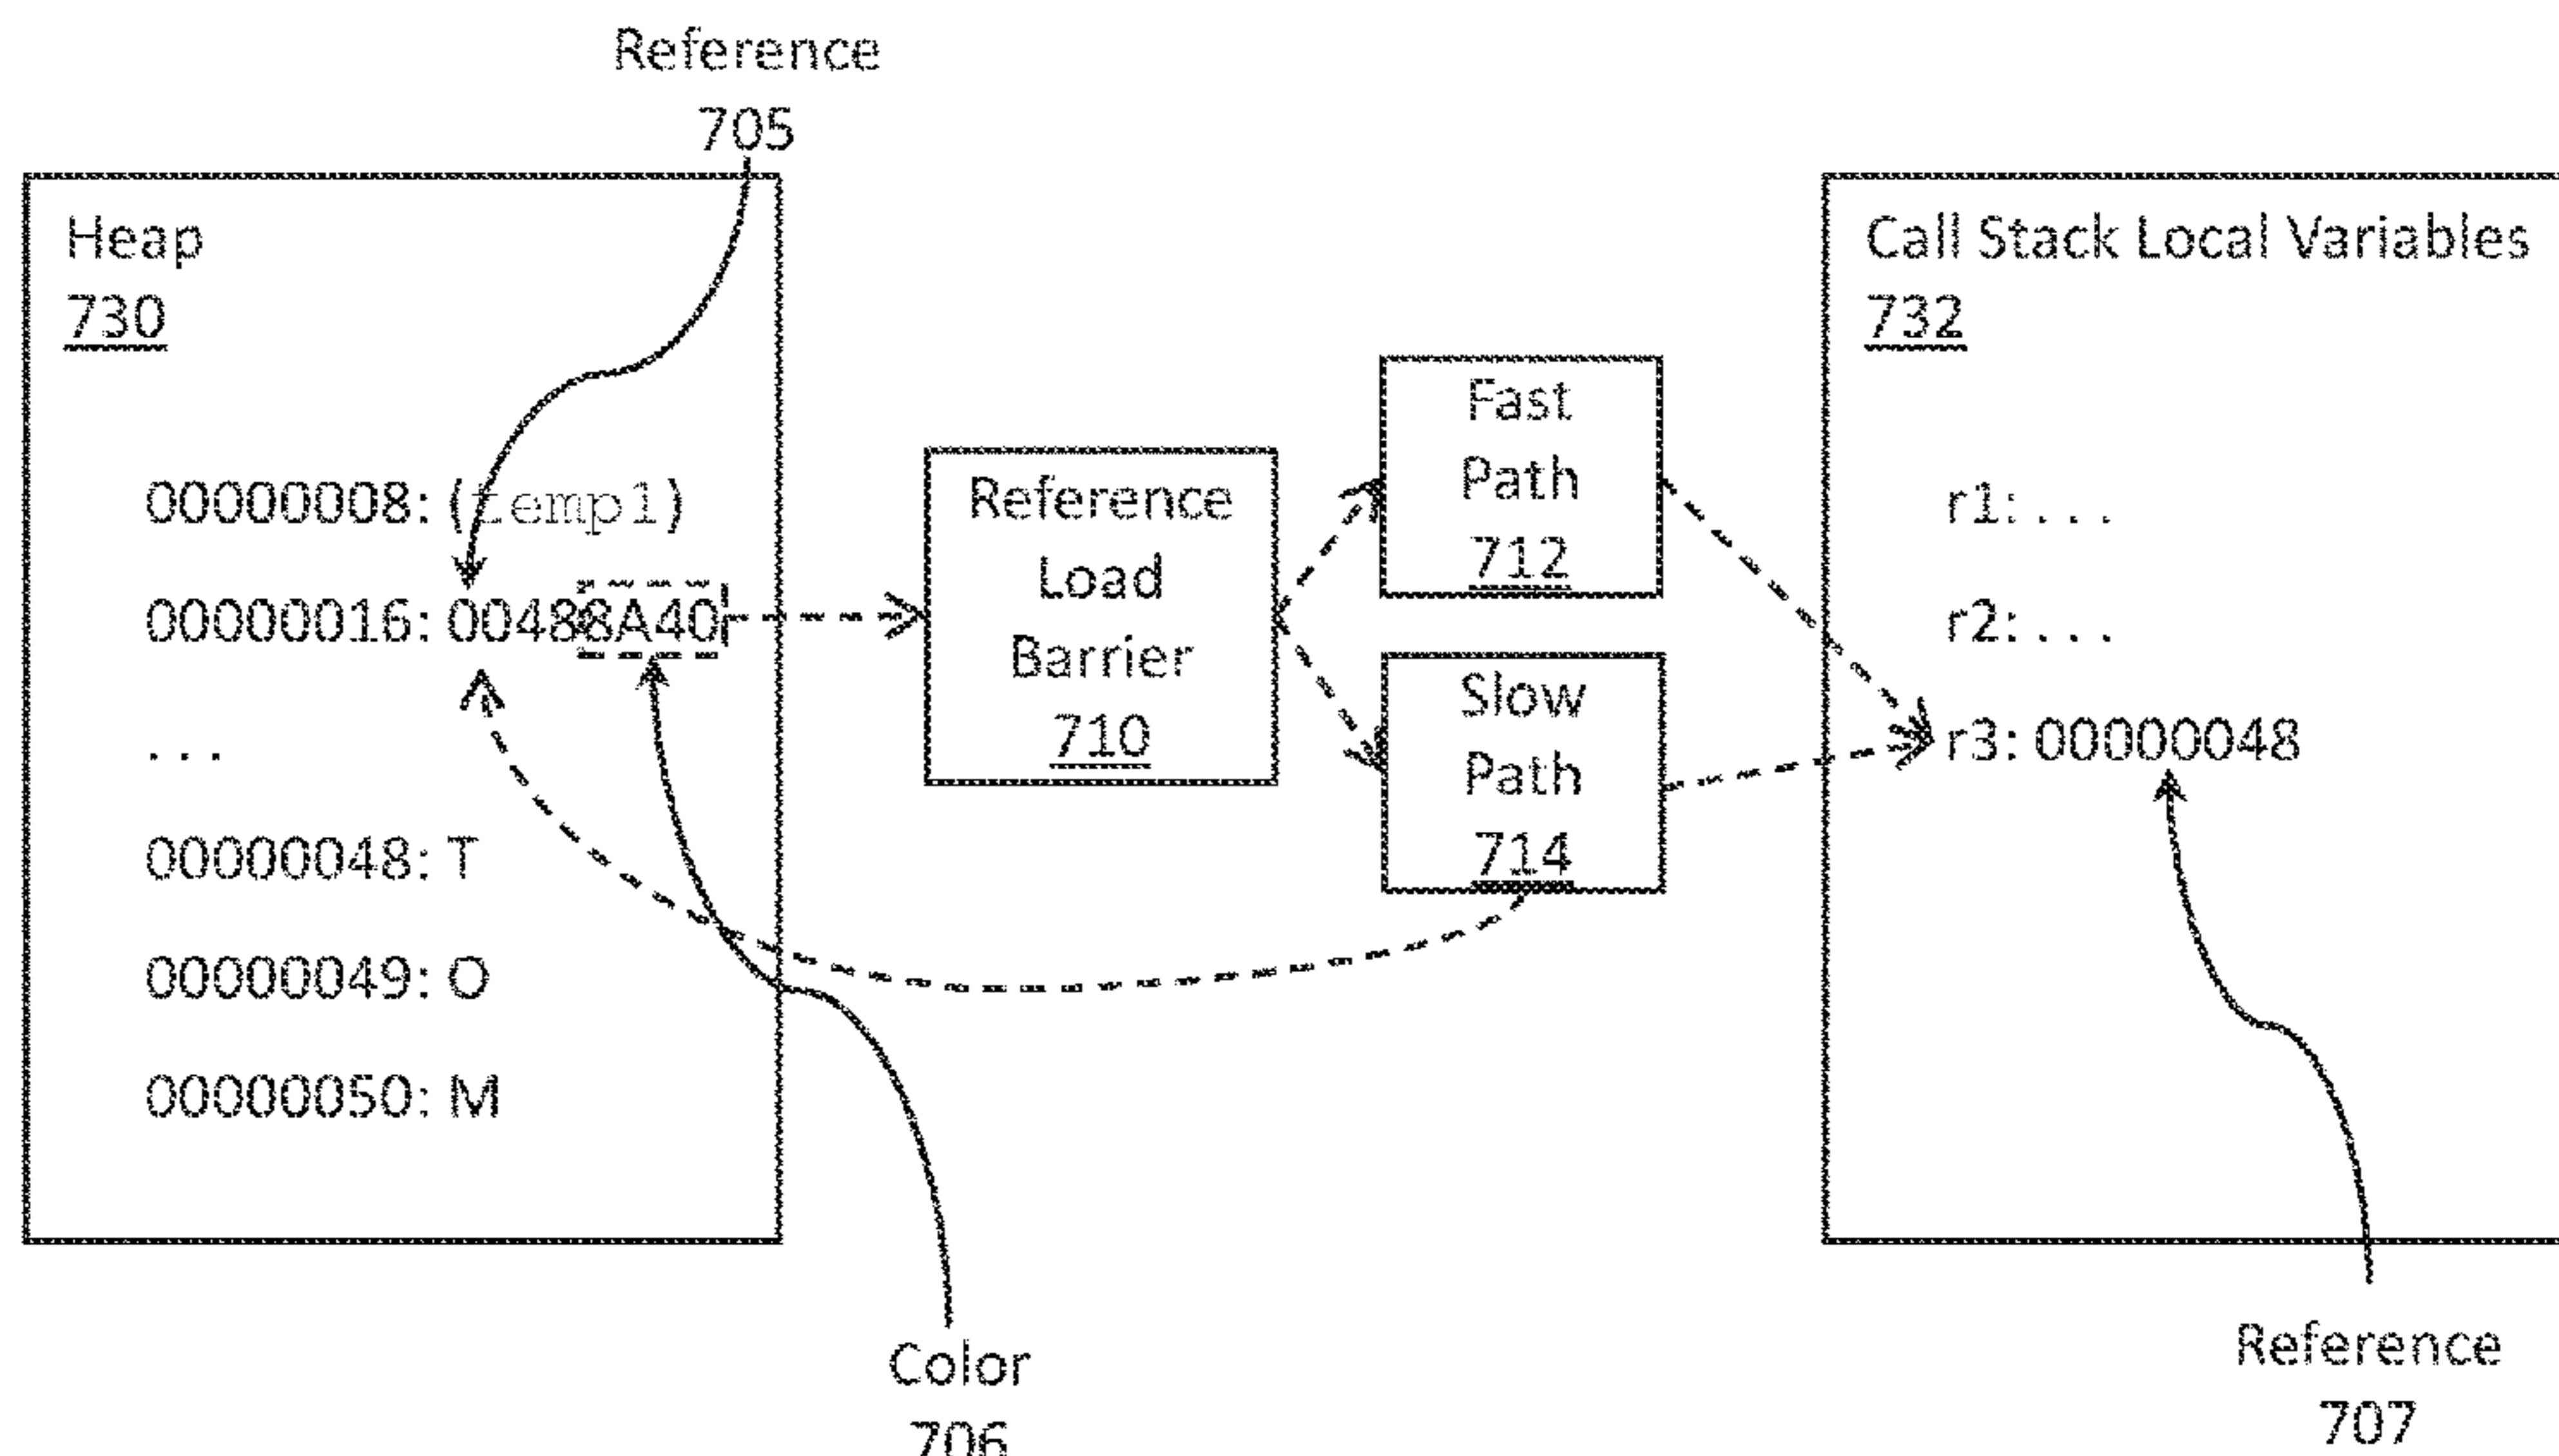 Reference
705
Heap
730
00000008: (temp1)
00000016: 00488A40
...
00000048: T
00000049: O
00000050: M
Reference
Load
Barrier
710
Fast
Path
712
Slow
Path
714
Call Stack Local Variables
732
r1: ...
r2: ...
r3: 00000048
Color
706
Reference
707